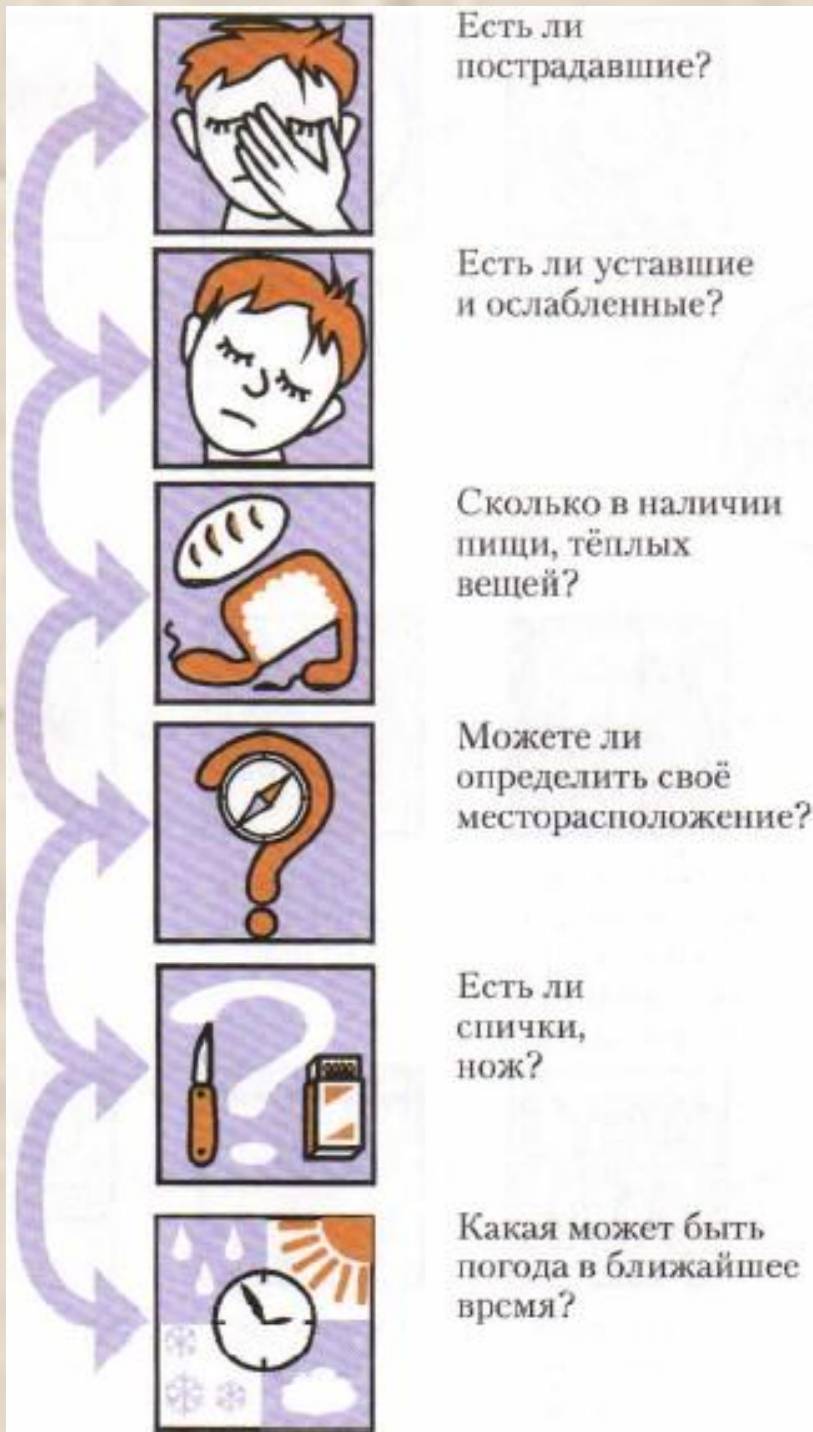 Есть ли
пострадавшие?
Есть ли уставшие
и ослабленные?
Сколько в наличии
пищи, тёплых
вещей?
Можете ли
определить своё
месторасположение?
Есть ли
спички,
нож?
Какая может быть
погода в ближайшее
время?